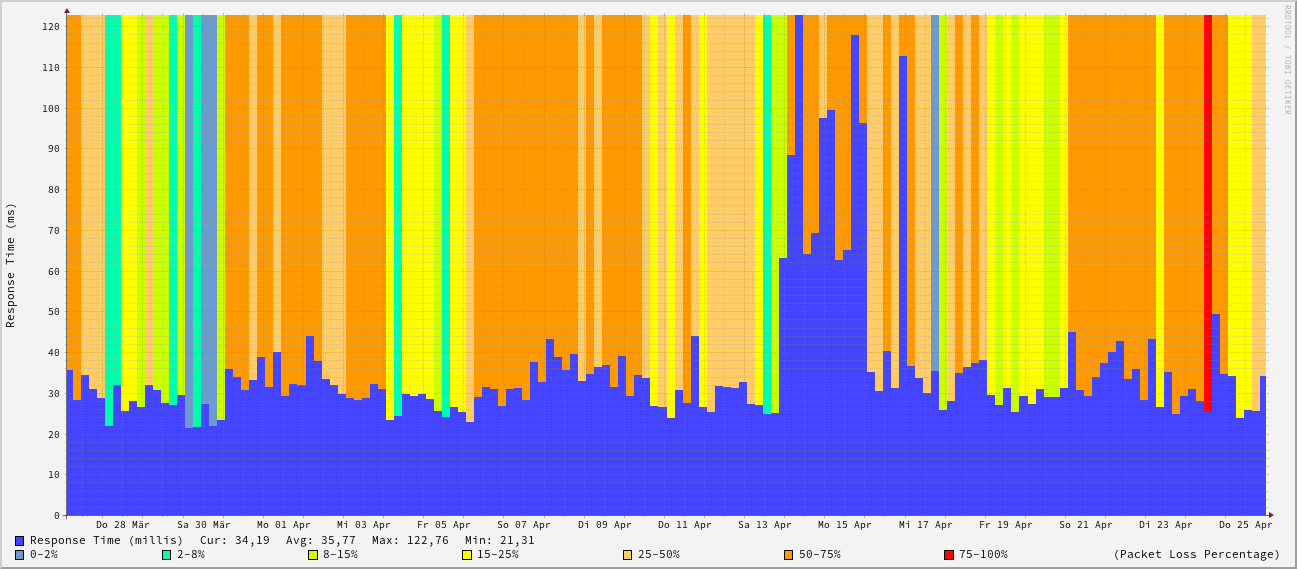 RRDTOOL / TOBI OETIKER
Response Time (ms)
120
110
100
90
80
70
60
50
40
30
20
10
0
Do 28 Mär Sa 30 Mär Mo 01 Apr Mi 03 Apr Fr 05 Apr So 07 Apr Di 09 Apr Do 11 Apr Sa 13 Apr Mo 15 Apr Mi 17 Apr Fr 19 Apr So 21 Apr Di 23 Apr Do 25 Apr
Response Time (millis) Cur: 34,19 Avg: 35,77 Max: 122,76 Min: 21,31
0-2% 2-8% 8-15% 15-25% 25-50% 50-75% 75-100% (Packet Loss Percentage)